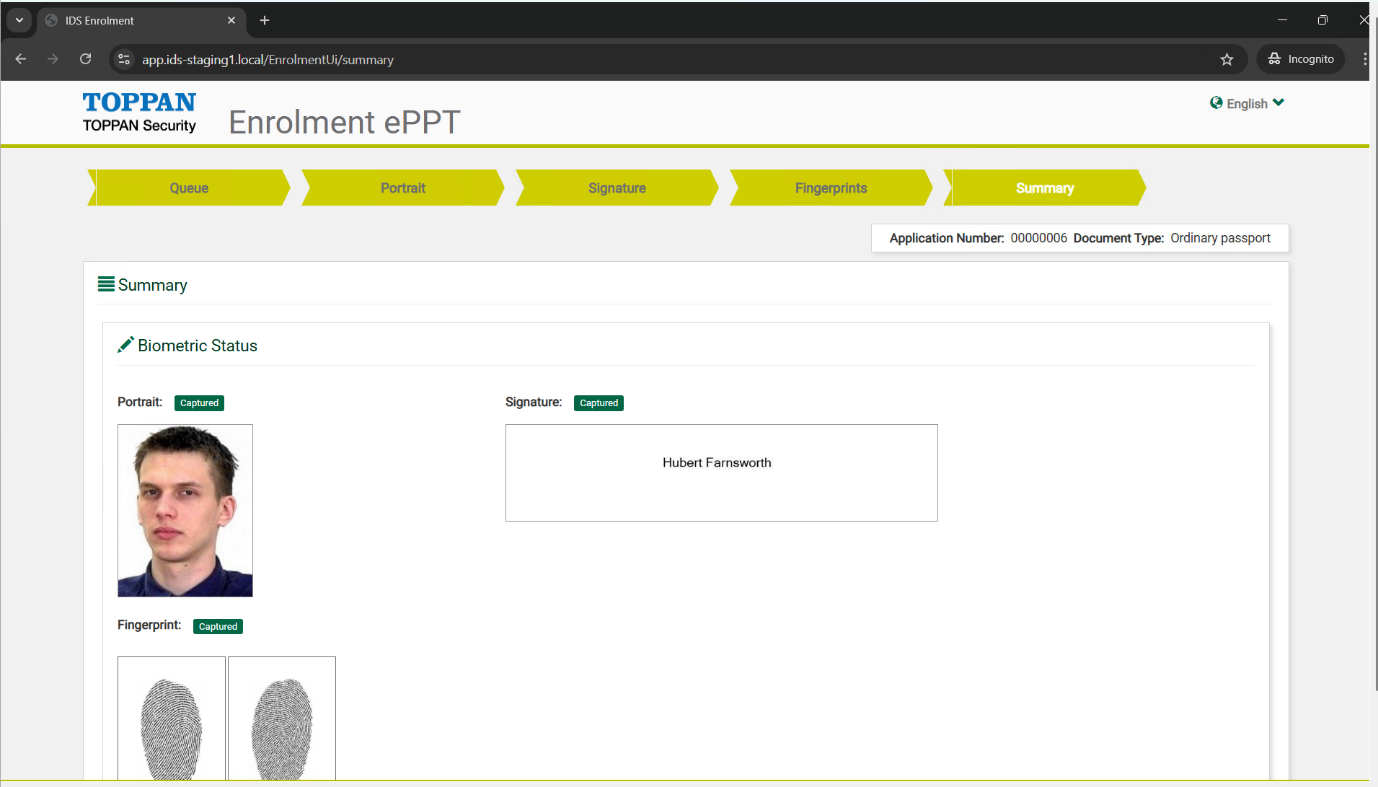 IDS Enrolment
app.ids-staging1.local/EnrolmentUi/summary
Incognito
TOPPAN
TOPPAN Security
Enrolment ePPT
English
Queue
Portrait
Signature
Fingerprints
Summary
Application Number: 00000006 Document Type: Ordinary passport
Summary
Biometric Status
Portrait: Captured
Signature: Captured
Hubert Farnsworth
Fingerprint: Captured